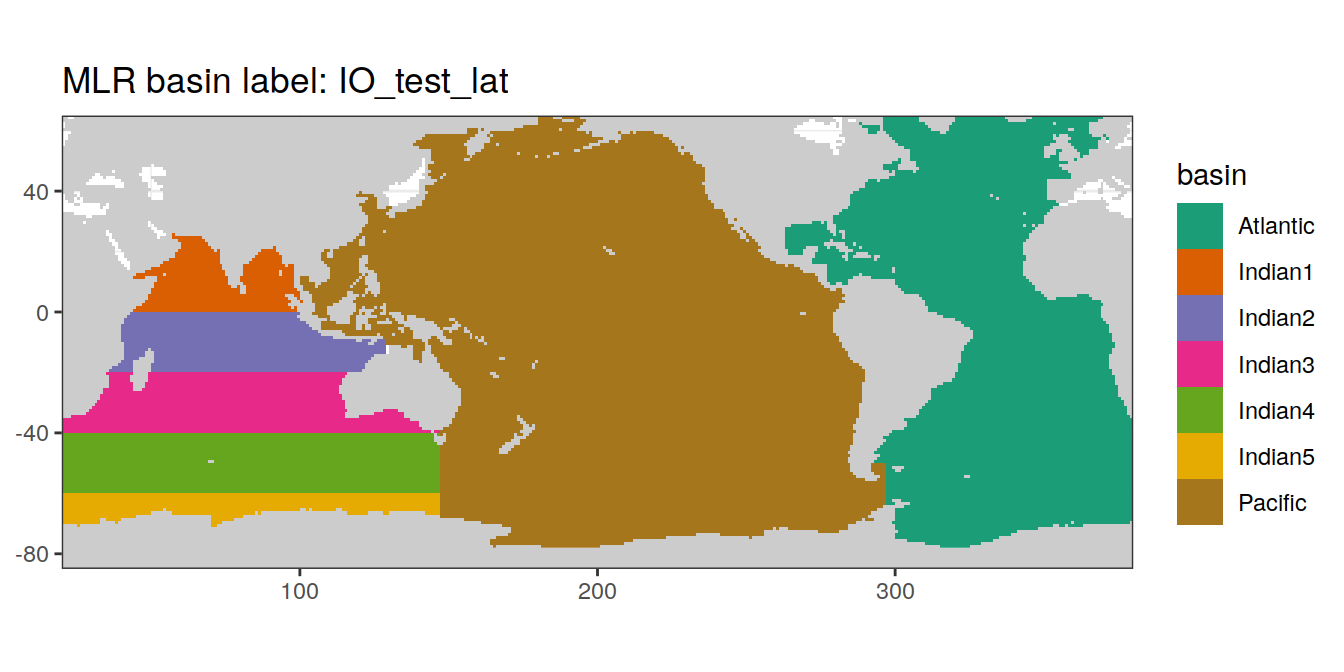 MLR basin label: IO_test_lat
basin
Atlantic
Indian1
Indian2
Indian3
Indian4
Indian5
Pacific
40
0
-40
-80
100 200 300